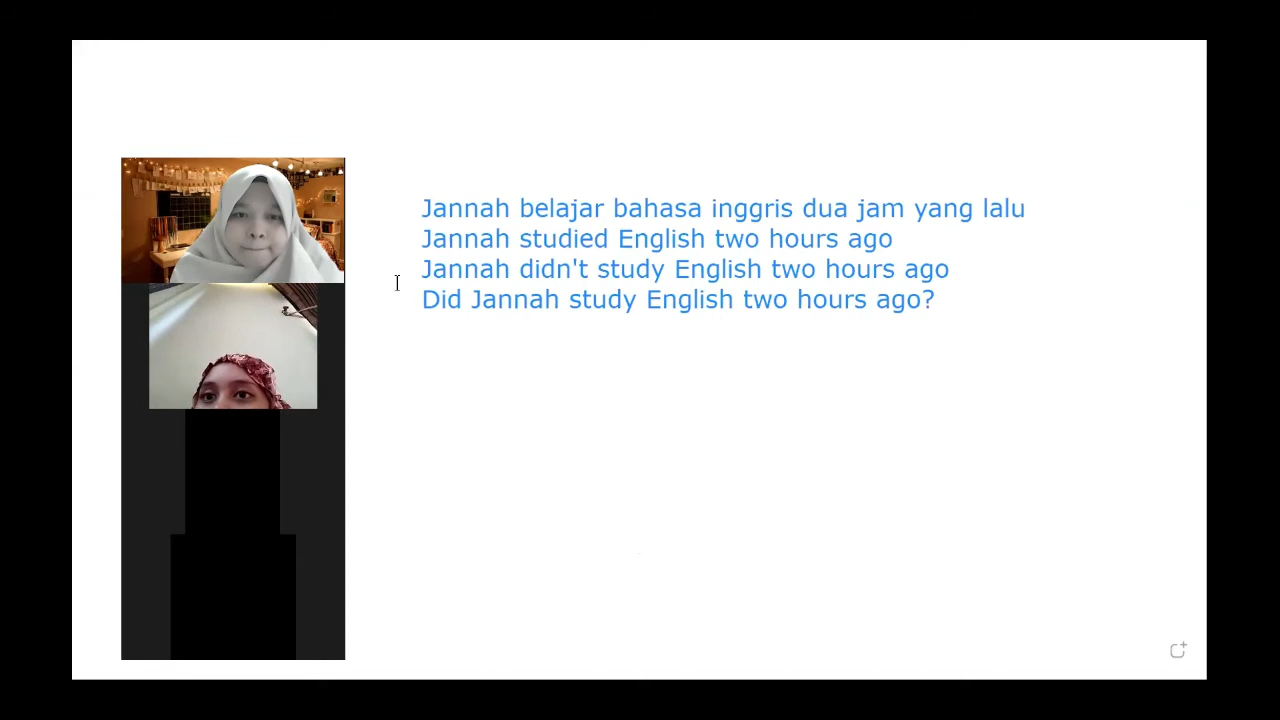 Jannah belajar bahasa inggris dua jam yang lalu
Jannah studied English two hours ago
Jannah didn't study English two hours ago
Did Jannah study English two hours ago?